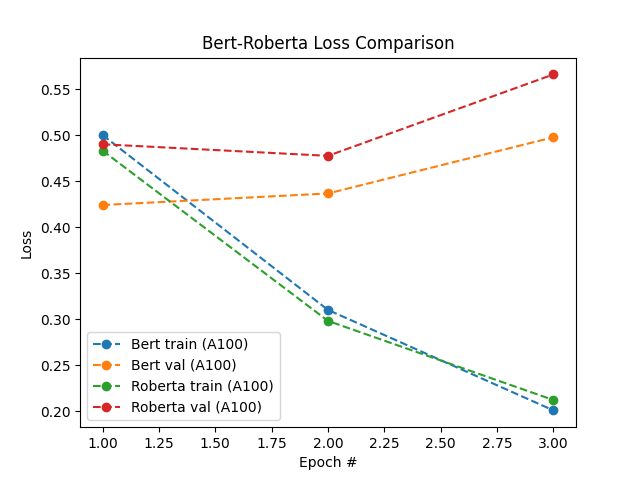 Bert-Roberta Loss Comparison
0.55
0.50
0.45
0.40
0.35
0.30
0.25
0.20
Loss
Bert train (A100)
Bert val (A100)
Roberta train (A100)
Roberta val (A100)
1.00 1.25 1.50 1.75 2.00 2.25 2.50 2.75 3.00
Epoch #